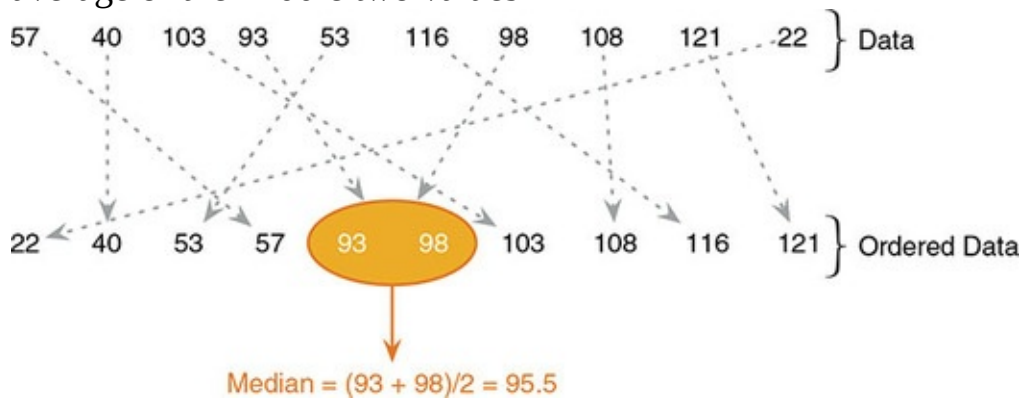 57 40 103 93 53 116 98 108 121 22 Data
22 40 53 57 93 98 103 108 116 121 Ordered Data
Median = (93 + 98)/2 = 95.5